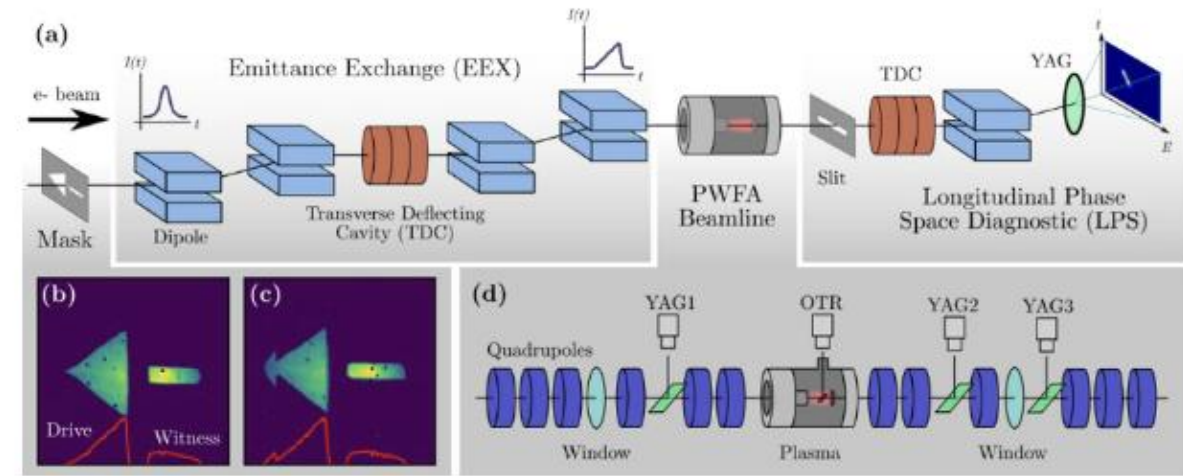 (a)
I(t)
t
e- beam
Mask
Emittance Exchange (EEX)
Dipole
Transverse Deflecting
Cavity (TDC)
I(t)
t
PWFA
Beamline
Slit
TDC
YAG
t
E
Longitudinal Phase
Space Diagnostic (LPS)
(b)
Drive
Witness
(c)
(d)
Quadrupoles
YAG1
OTR
YAG2
YAG3
Window
Plasma
Window